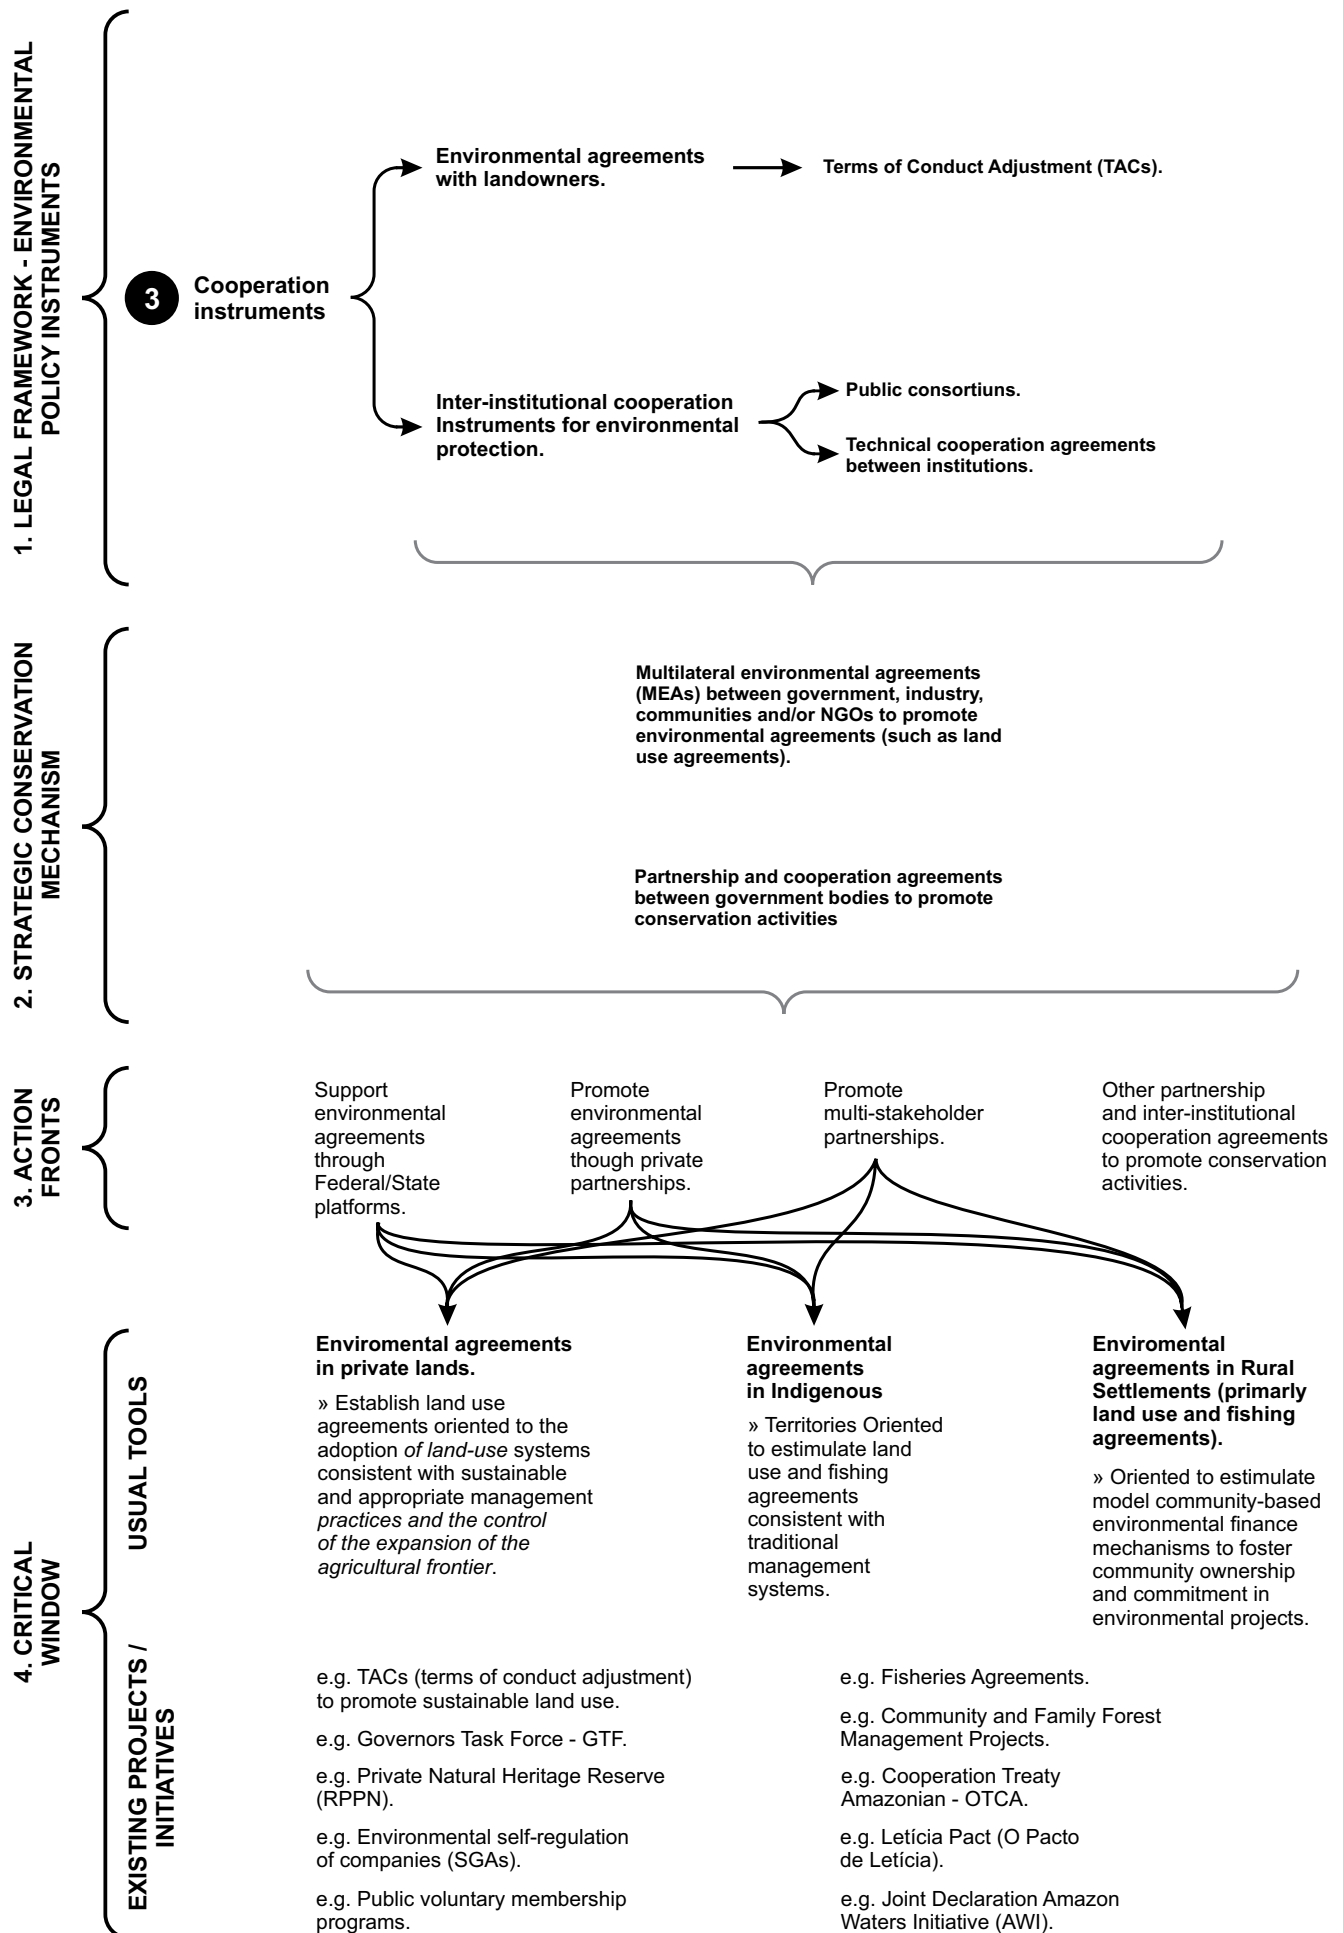 1. LEGAL FRAMEWORK - ENVIRONMENTAL
POLICY INSTRUMENTS
3
Cooperation
instruments
Environmental agreements
with landowners.
Terms of Conduct Adjustment (TACs).
Inter-institutional cooperation
Instruments for environmental
protection.
Public consortiuns.
Technical cooperation agreements
between institutions.
2. STRATEGIC CONSERVATION
MECHANISM
Multilateral environmental agreements
(MEAs) between government, industry,
communities and/or NGOs to promote
environmental agreements (such as land
use agreements).
Partnership and cooperation agreements
between government bodies to promote
conservation activities
3. ACTION
FRONTS
Support
environmental
agreements
through
Federal/State
platforms.
Promote
environmental
agreements
though private
partnerships.
Promote
multi-stakeholder
partnerships.
Other partnership
and inter-institutional
cooperation agreements
to promote conservation
activities.
4. CRITICAL
WINDOW
USUAL TOOLS
Enviromental agreements
in private lands.
» Establish land use
agreements oriented to the
adoption of land-use systems
consistent with sustainable
and appropriate management
practices and the control
of the expansion of the
agricultural frontier.
Environmental
agreements
in Indigenous
» Territories Oriented
to estimulate land
use and fishing
agreements
consistent with
traditional
management
systems.
Enviromental
agreements in Rural
Settlements (primarly
land use and fishing
agreements).
» Oriented to estimulate
model community-based
environmental finance
mechanisms to foster
community ownership
and commitment in
environmental projects.
EXISTING PROJECTS /
INITIATIVES
e.g. TACs (terms of conduct adjustment)
to promote sustainable land use.
e.g. Governors Task Force - GTF.
e.g. Private Natural Heritage Reserve
(RPPN).
e.g. Environmental self-regulation
of companies (SGAs).
e.g. Public voluntary membership
programs.
e.g. Fisheries Agreements.
e.g. Community and Family Forest
Management Projects.
e.g. Cooperation Treaty
Amazonian - OTCA.
e.g. Letícia Pact (O Pacto
de Letícia).
e.g. Joint Declaration Amazon
Waters Initiative (AWI).